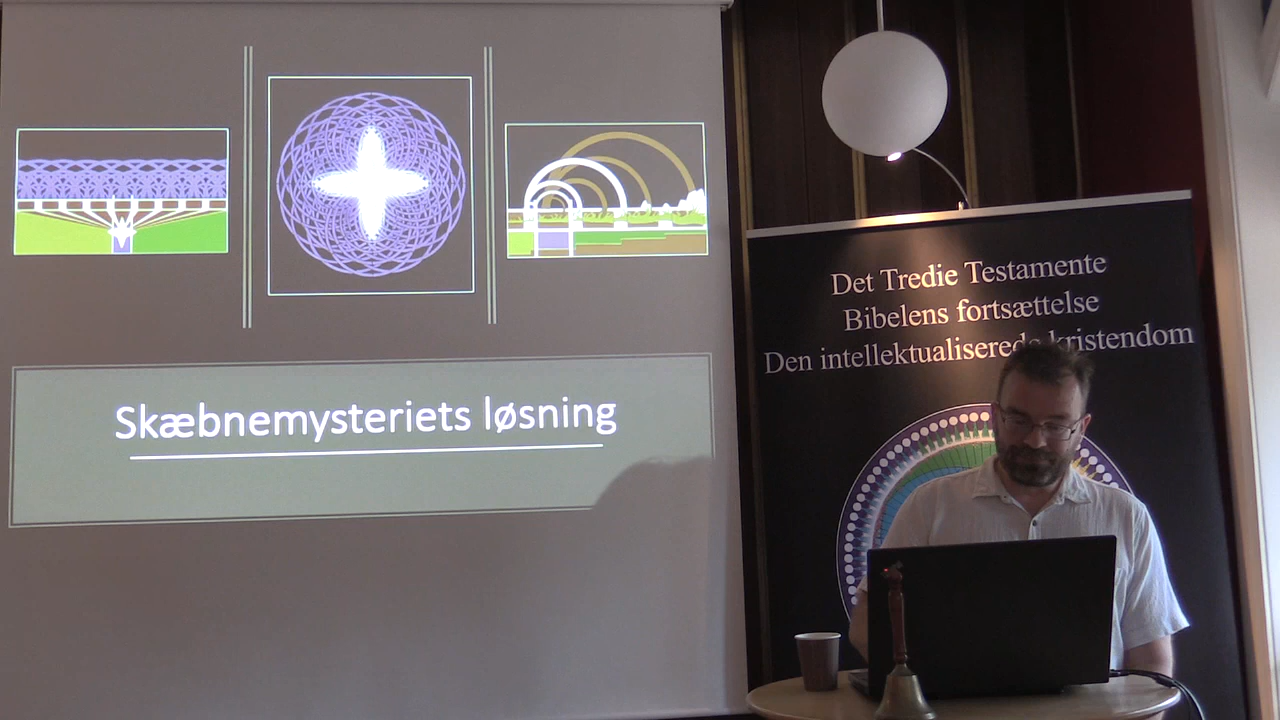 Skæbnemysteriets løsning
Det Tredie Testamente
Bibelens fortsættelse
Den intellektualiserede kristendom